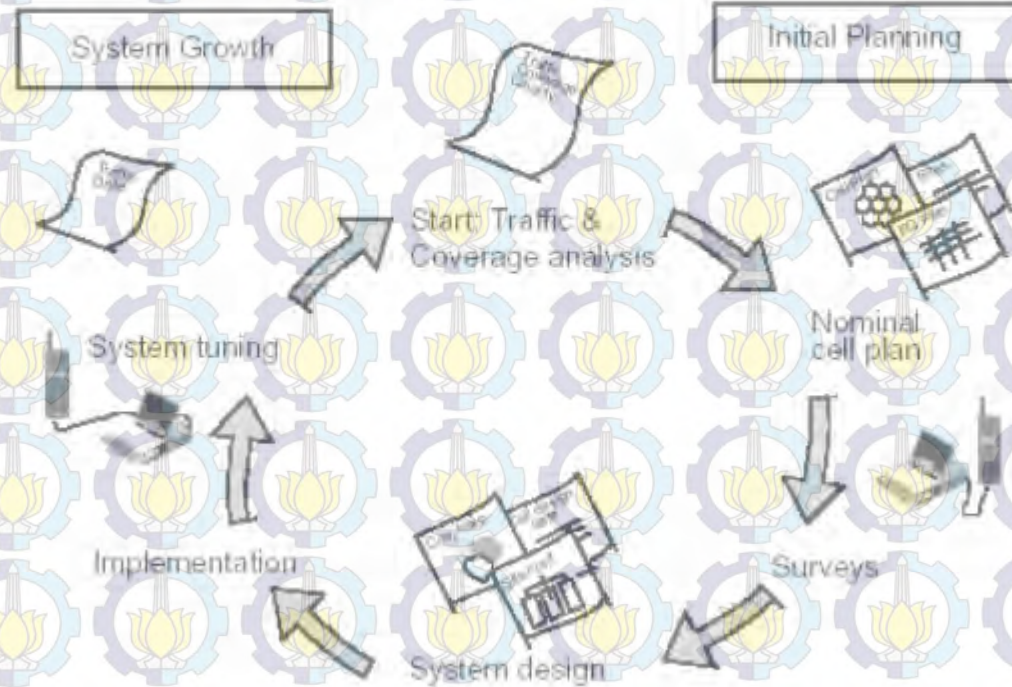 System Growth
Initial Planning
Start: Traffic &
Coverage analysis
Nominal
cell plan
Surveys
System design
Implementation
System tuning